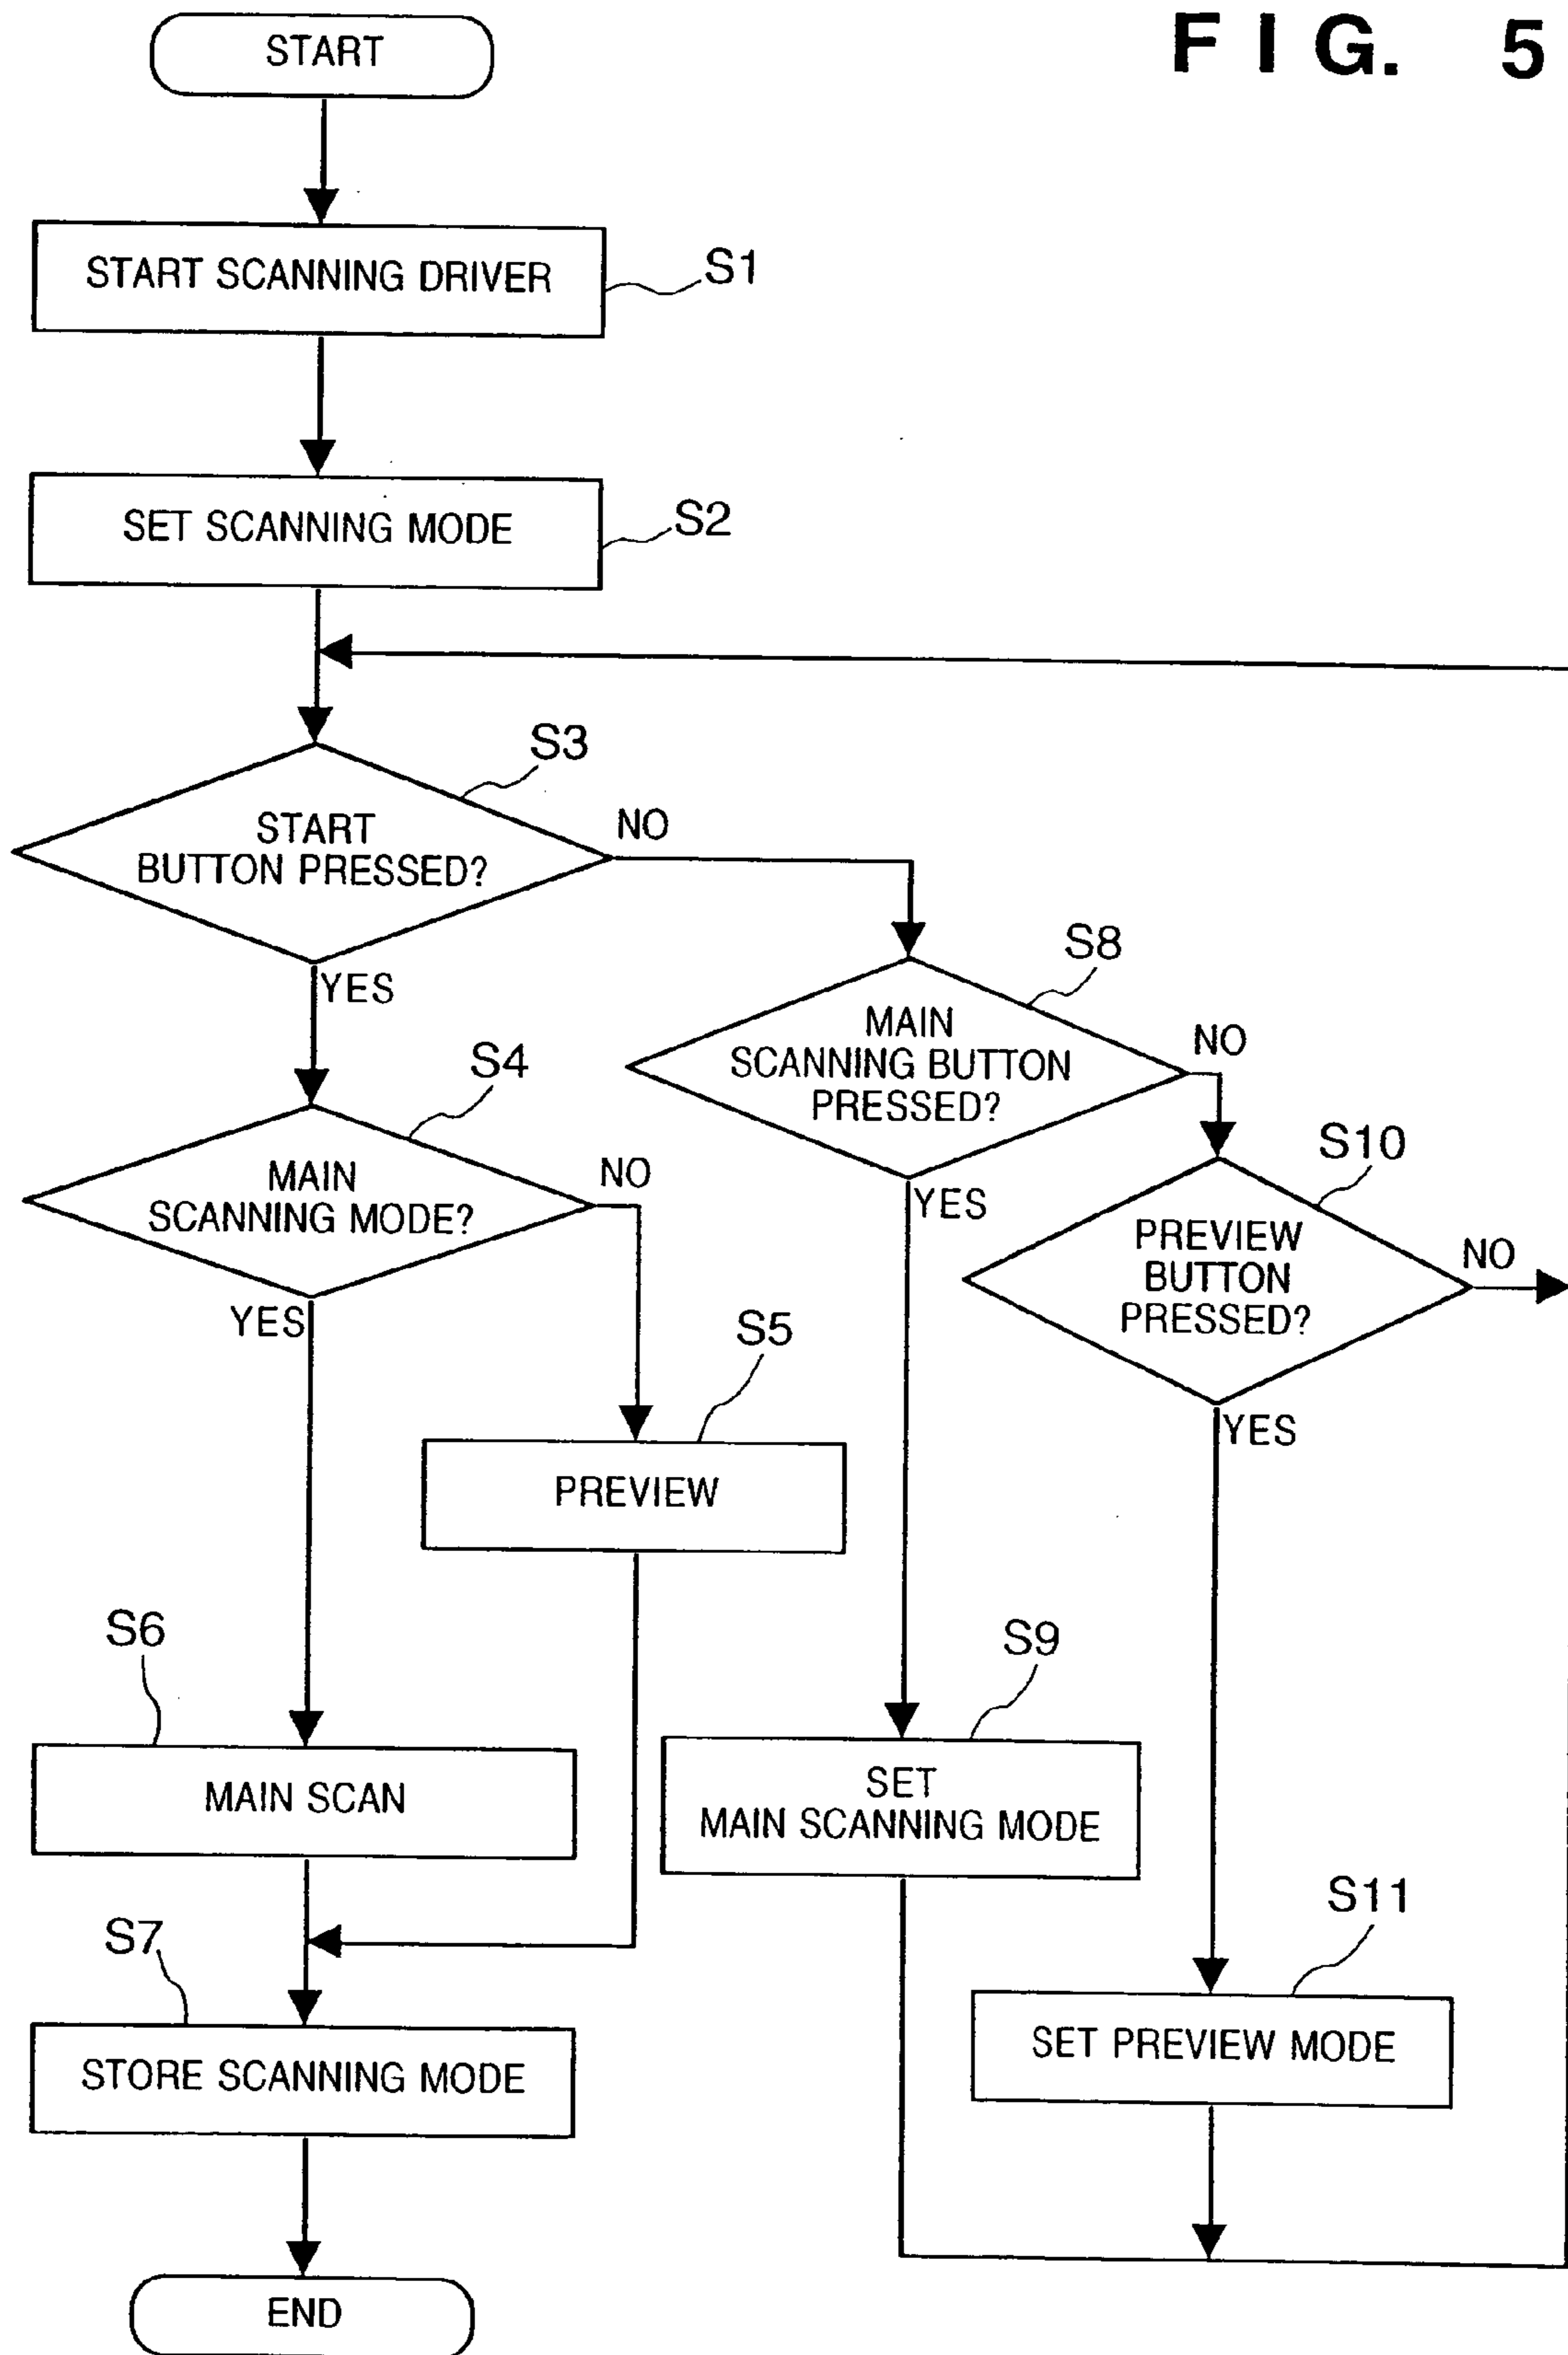 FIG. 5
START
START SCANNING DRIVER
S1
SET SCANNING MODE
S2
S3
START
BUTTON PRESSED?
NO
YES
S8
MAIN
SCANNING BUTTON
PRESSED?
NO
YES
S4
MAIN
SCANNING MODE?
NO
YES
S10
PREVIEW
BUTTON
PRESSED?
NO
YES
S5
PREVIEW
S6
MAIN SCAN
S9
SET
MAIN SCANNING MODE
S7
STORE SCANNING MODE
S11
SET PREVIEW MODE
END